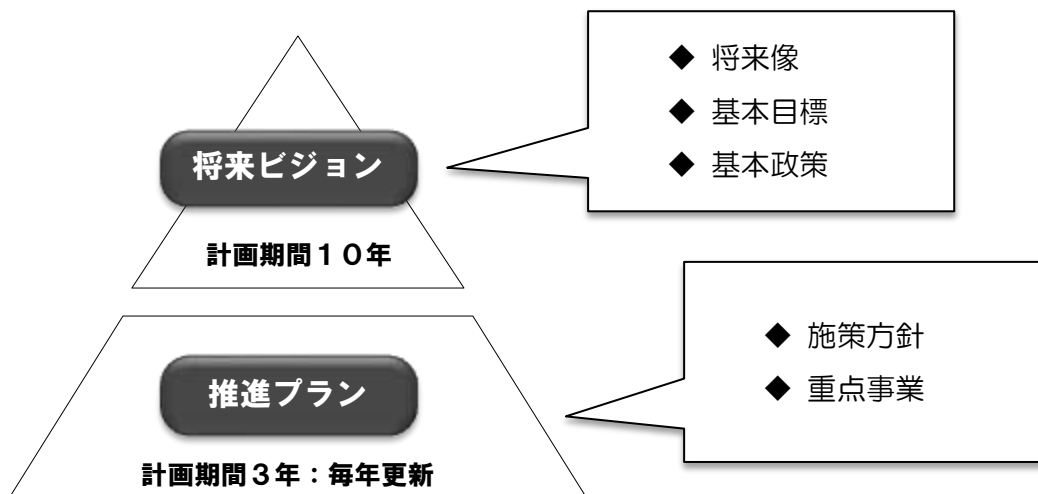 将来ビジョン
計画期間１０年
◆ 将来像
◆ 基本目標
◆ 基本政策
推進プラン
計画期間３年：毎年更新
◆ 施策方針
◆ 重点事業